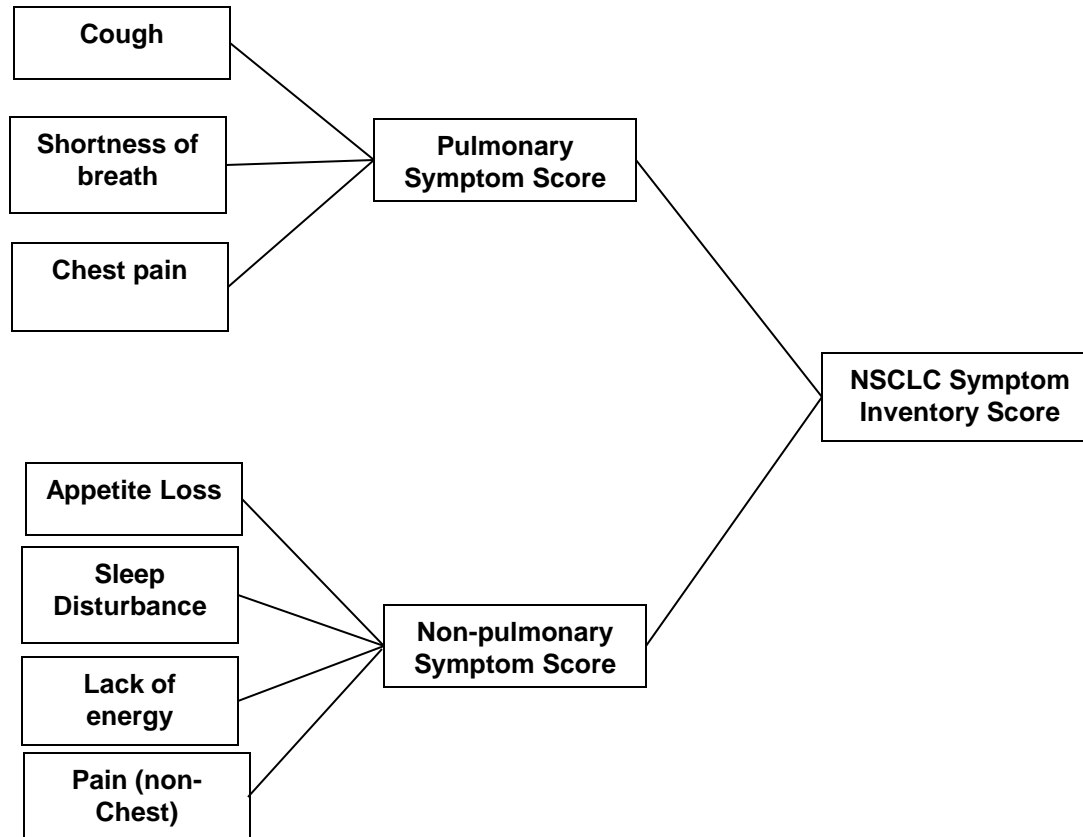 Cough
Shortness of
breath
Chest pain
Pulmonary
Symptom Score
NSCLC Symptom
Inventory Score
Appetite Loss
Sleep
Disturbance
Lack of
energy
Pain (non-
Chest)
Non-pulmonary
Symptom Score